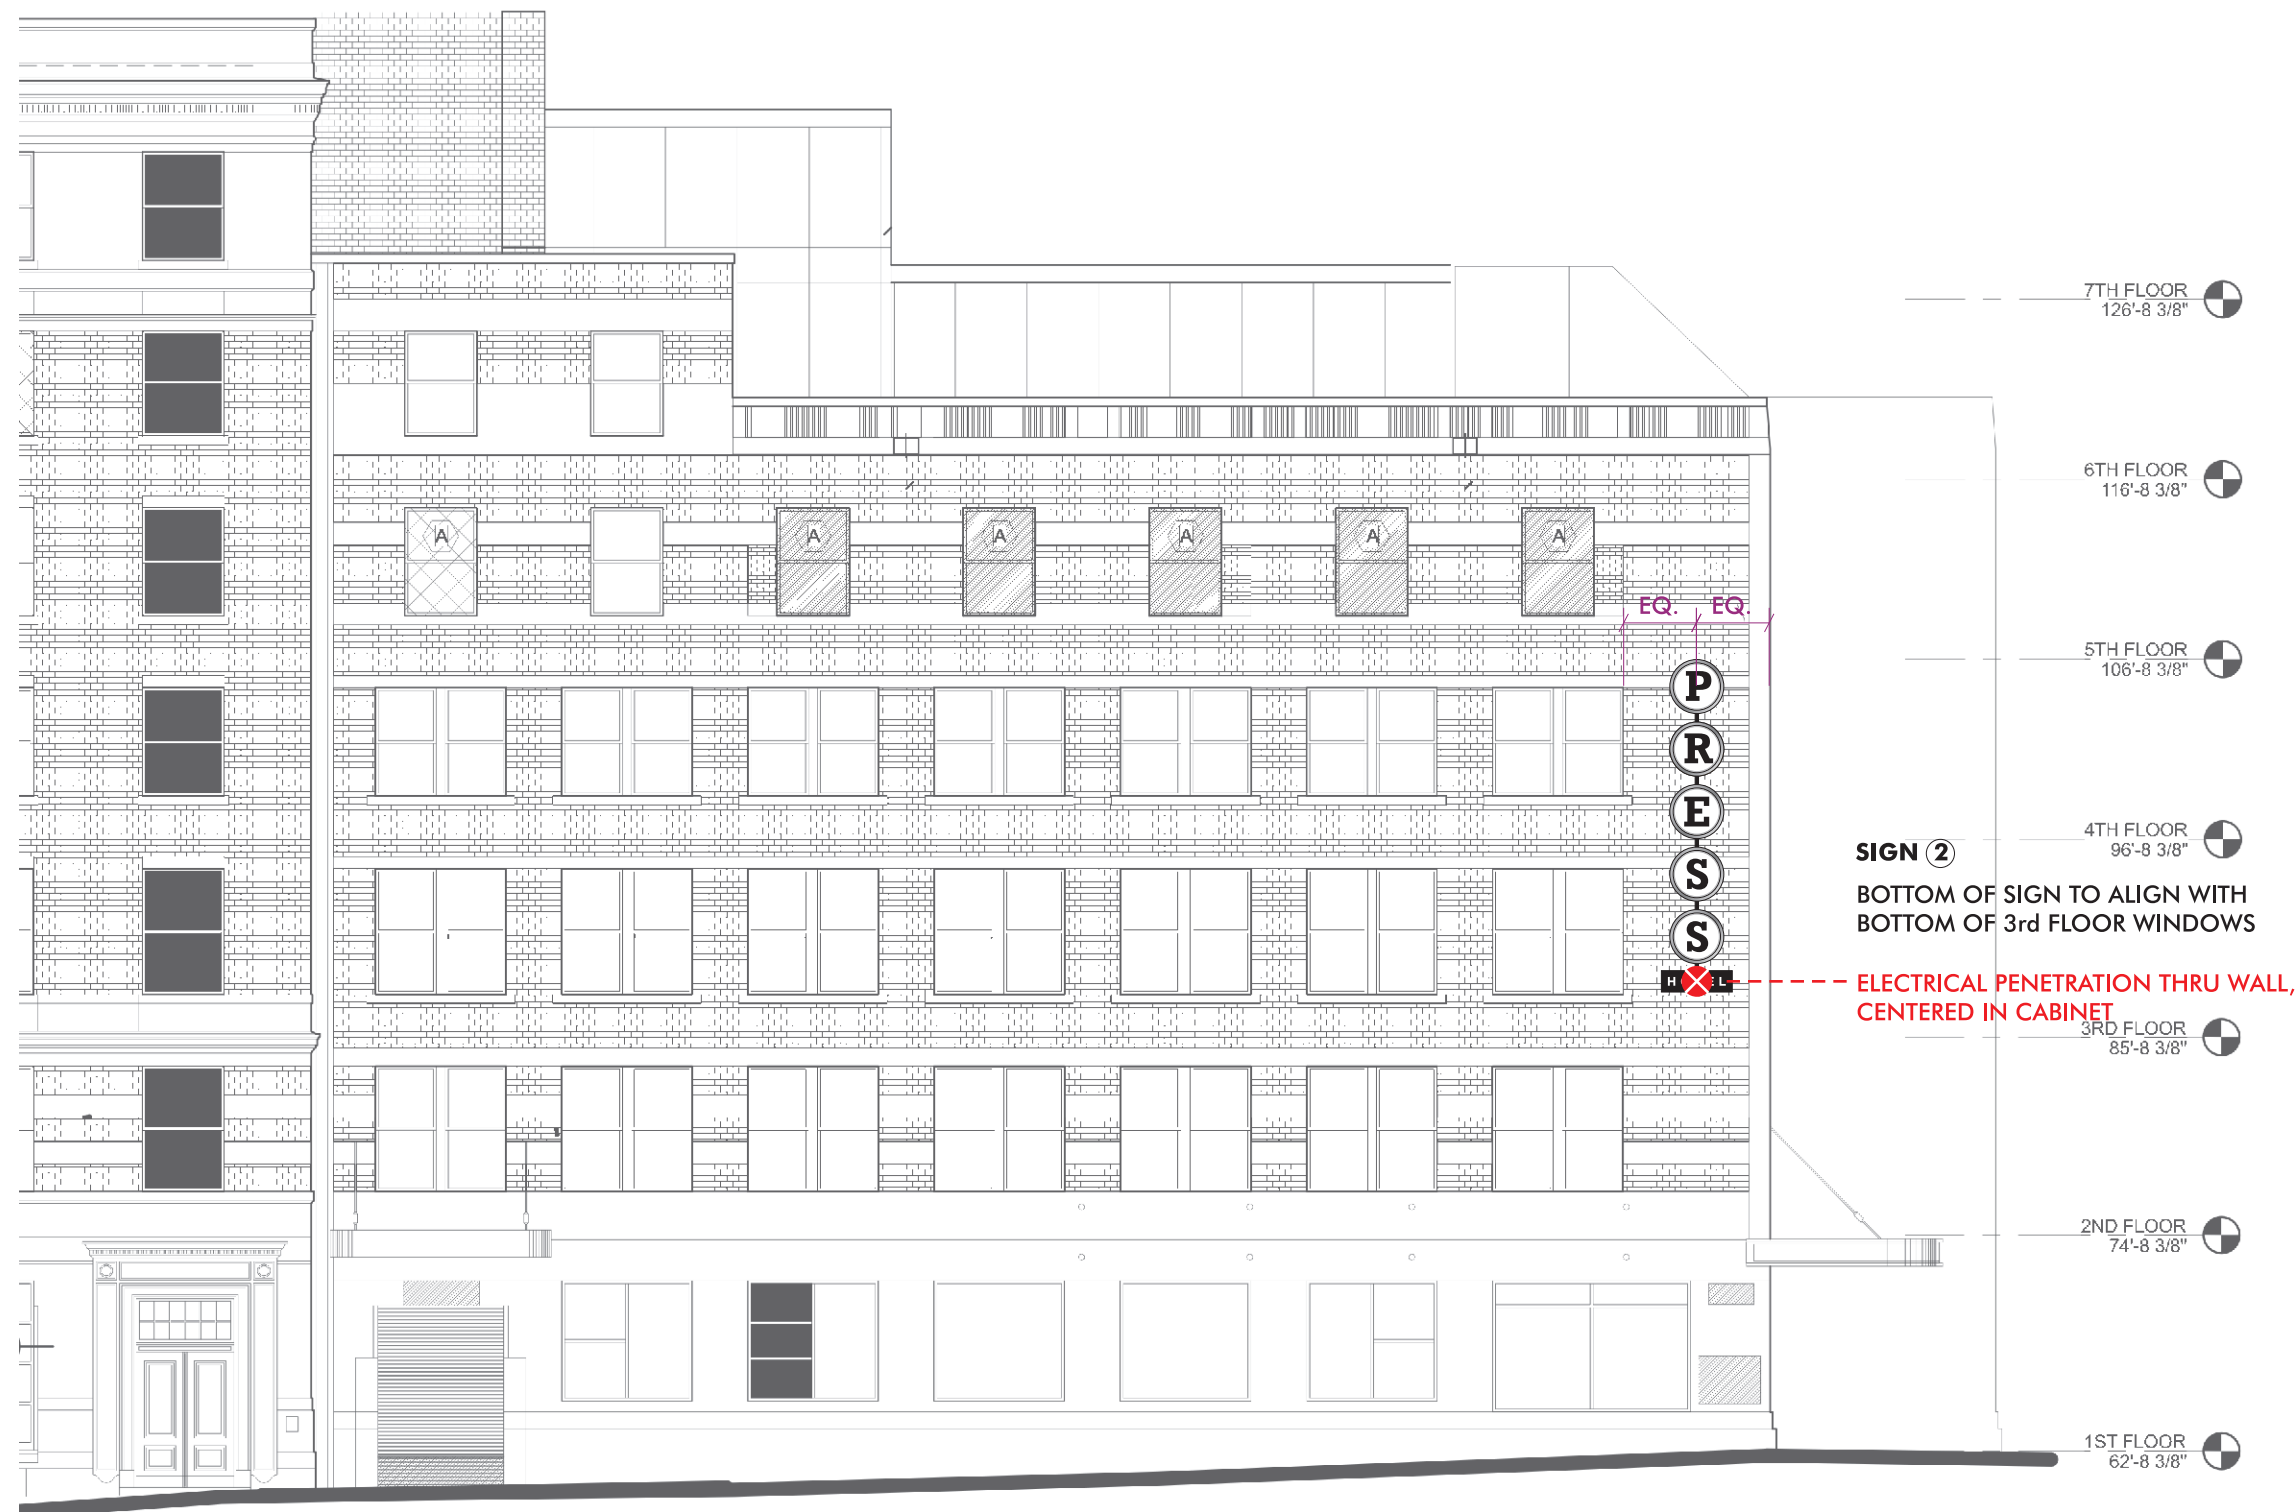 7TH FLOOR
126'-8 3/8"
6TH FLOOR
116'-8 3/8"
A
A
A
A
A
A
EQ.
EQ.
5TH FLOOR
106'-8 3/8"
P
R
E
S
S
H EL
4TH FLOOR
96'-8 3/8"
SIGN 2
BOTTOM OF SIGN TO ALIGN WITH
BOTTOM OF 3rd FLOOR WINDOWS
ELECTRICAL PENETRATION THRU WALL,
CENTERED IN CABINET
3RD FLOOR
85'-8 3/8"
2ND FLOOR
74'-8 3/8"
1ST FLOOR
62'-8 3/8"